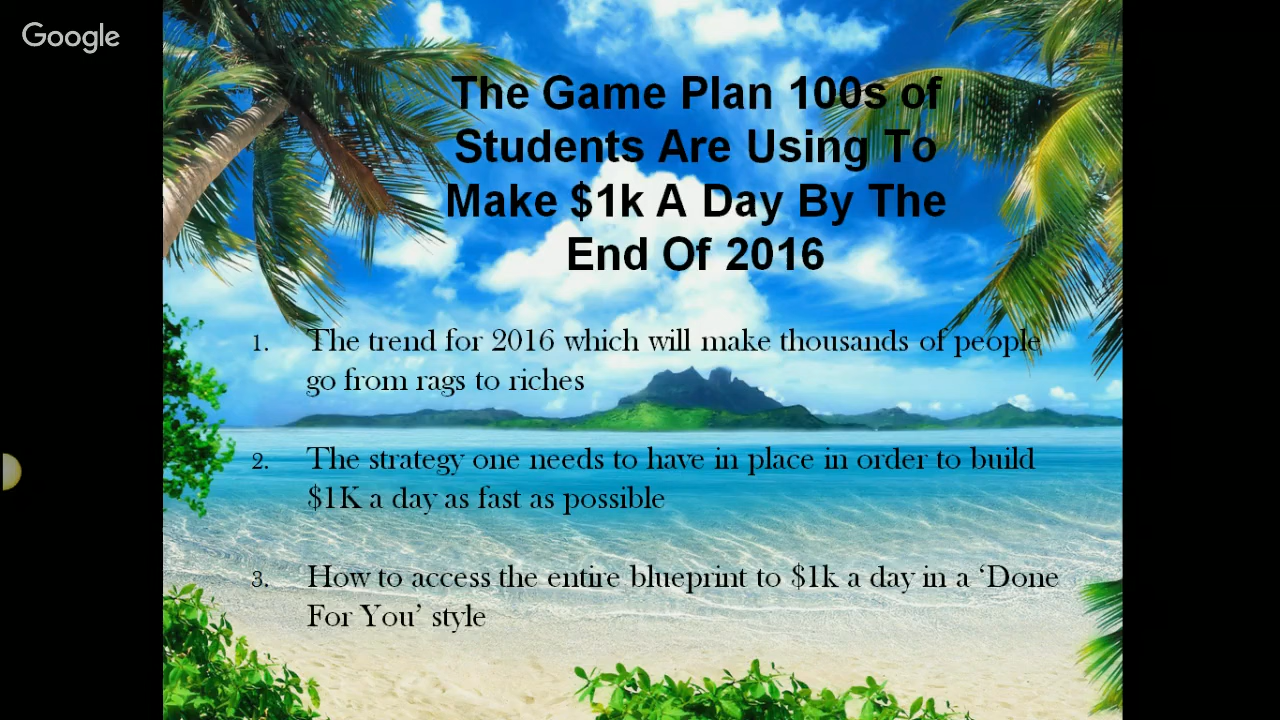 Google
The Game Plan 100s of
Students Are Using To
Make $1k A Day By The
End Of 2016
1. The trend for 2016 which will make thousands of people
go from rags to riches
2. The strategy one needs to have in place in order to build
$1K a day as fast as possible
3. How to access the entire blueprint to $1k a day in a ‘Done
For You’ style